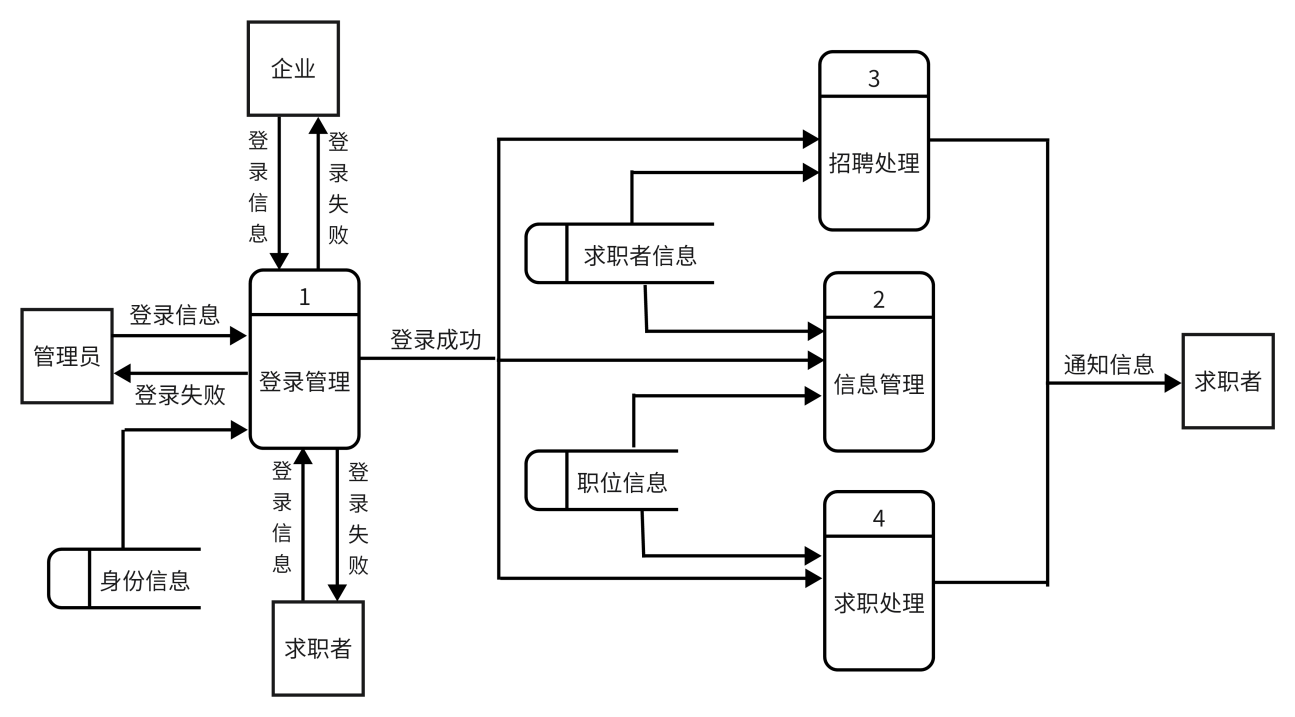 企业
登录信息
登录失败
管理员
登录信息
登录失败
1
登录管理
登录成功
身份信息
登录信息
登录失败
求职者
求职者信息
职位信息
3
招聘处理
2
信息管理
4
求职处理
通知信息
求职者